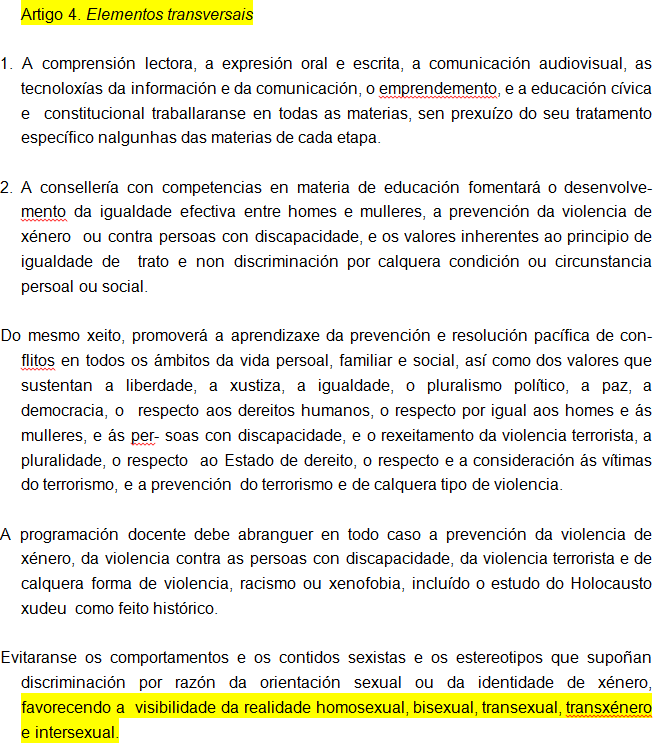 Artigo 4. Elementos transversais
1. A comprensión lectora, a expresión oral e escrita, a comunicación audiovisual, as
tecnoloxías da información e da comunicación, o emprendemento, e a educación cívica
e constitucional traballaranse en todas as materias, sen prexuízo do seu tratamento
específico nalgunhas das materias de cada etapa.
2. A consellería con competencias en materia de educación fomentará o desenvolve-
mento da igualdade efectiva entre homes e mulleres, a prevención da violencia de
xénero ou contra persoas con discapacidade, e os valores inherentes ao principio de
igualdade de trato e non discriminación por calquera condición ou circunstancia
persoal ou social.
Do mesmo xeito, promoverá a aprendizaxe da prevención e resolución pacífica de con-
flitos en todos os ámbitos da vida persoal, familiar e social, así como dos valores que
sustentan a liberdade, a xustiza, a igualdade, o pluralismo político, a paz, a
democracia, o respecto aos dereitos humanos, o respecto por igual aos homes e ás
mulleres, e ás per- soas con discapacidade, e o rexeitamento da violencia terrorista, a
pluralidade, o respecto ao Estado de dereito, o respecto e a consideración ás vítimas
do terrorismo, e a prevención do terrorismo e de calquera tipo de violencia.
A programación docente debe abranguer en todo caso a prevención da violencia de
xénero, da violencia contra as persoas con discapacidade, da violencia terrorista e de
calquera forma de violencia, racismo ou xenofobia, incluído o estudo do Holocausto
xudeu como feito histórico.
Evitaranse os comportamentos e os contidos sexistas e os estereotipos que supoñan
discriminación por razón da orientación sexual ou da identidade de xénero,
favorecendo a visibilidade da realidade homosexual, bisexual, transexual, transxénero
e intersexual.